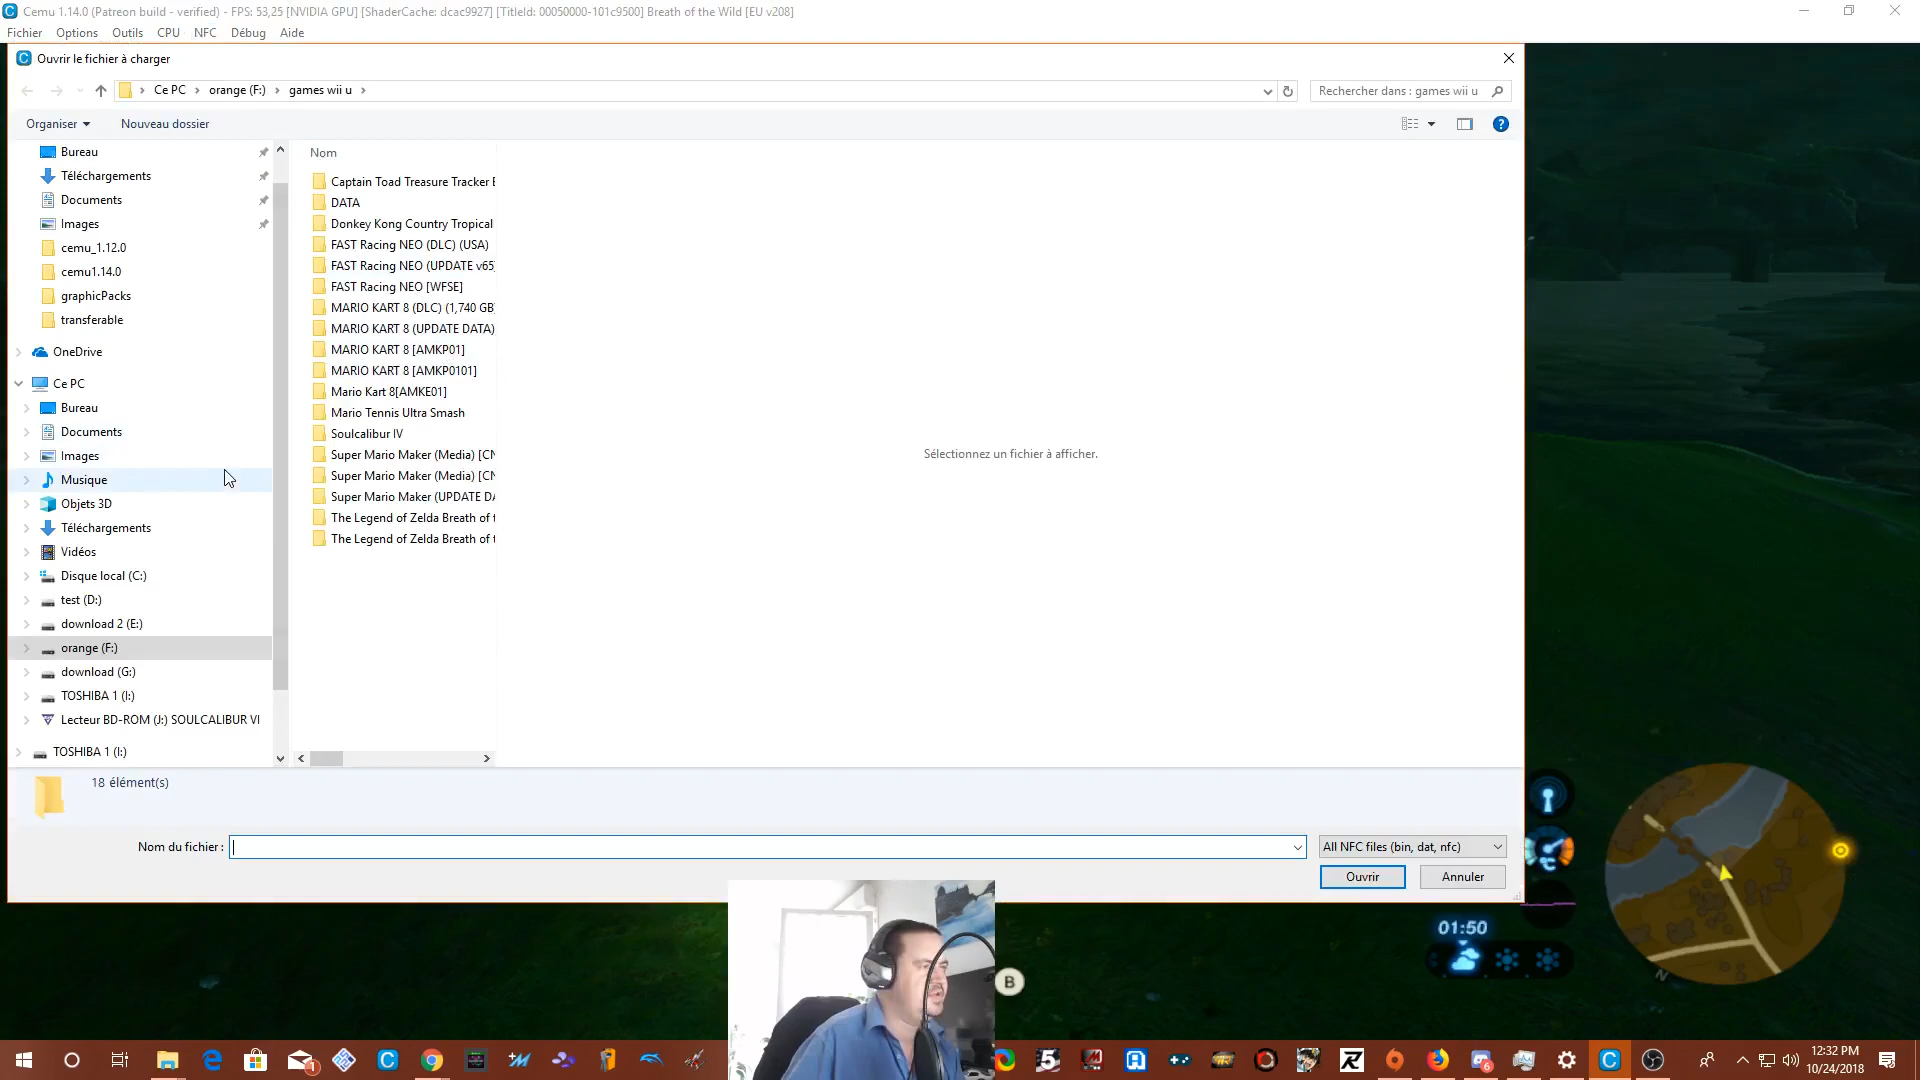 Cemu 1.14.0 (Patreon build - verified) - FPS: 53,25 [NVIDIA GPU] [ShaderCache: dcac9927] [TitleId: 00050000-101c9500] Breath of the Wild [EU v208]
Fichier Options Outils CPU NFC Débug Aide
Ouvrir le fichier à charger
Ce PC > orange (F:) > games wii u >
Rechercher dans : games wii u
Organiser Nouveau dossier
Bureau
Téléchargements
Documents
Images
cemu_1.12.0
cemu1.14.0
graphicPacks
transferable
OneDrive
Ce PC
Bureau
Documents
Images
Musique
Objets 3D
Téléchargements
Vidéos
Disque local (C:)
test (D:)
download 2 (E:)
orange (F:)
download (G:)
TOSHIBA 1 (I:)
Lecteur BD-ROM (J:) SOULCALIBUR VI
TOSHIBA 1 (I:)
Nom
Captain Toad Treasure Tracker E
DATA
Donkey Kong Country Tropical
FAST Racing NEO (DLC) (USA)
FAST Racing NEO (UPDATE v65)
FAST Racing NEO [WFSE]
MARIO KART 8 (DLC) (1,740 GB)
MARIO KART 8 (UPDATE DATA)
MARIO KART 8 [AMKP01]
MARIO KART 8 [AMKP0101]
Mario Kart 8[AMKE01]
Mario Tennis Ultra Smash
Soulcalibur IV
Super Mario Maker (Media) [CN
Super Mario Maker (Media) [CN
Super Mario Maker (UPDATE DA
The Legend of Zelda Breath of t
The Legend of Zelda Breath of t
Sélectionnez un fichier à afficher.
18 élément(s)
Nom du fichier :
All NFC files (bin, dat, nfc)
Ouvrir Annuler
01:50
N
B
12:32 PM
10/24/2018